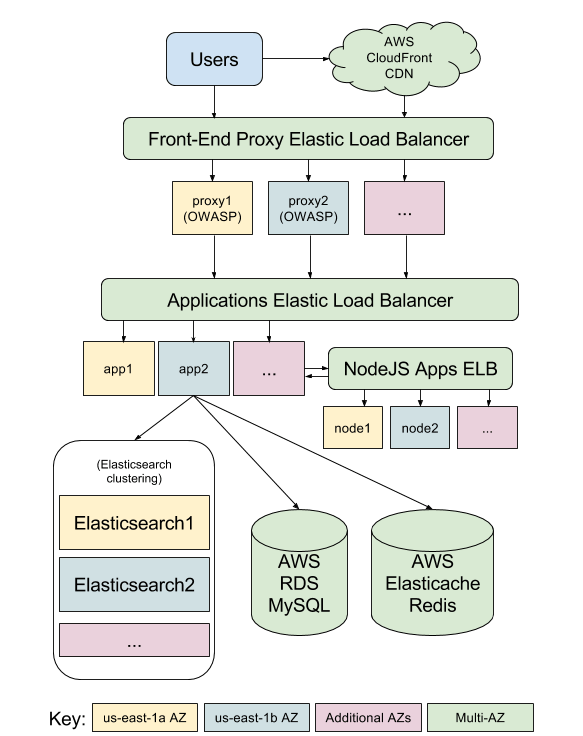 Users
AWS
CloudFront
CDN
Front-End Proxy Elastic Load Balancer
proxy1
(OWASP)
proxy2
(OWASP)
...
Applications Elastic Load Balancer
app1
app2
...
NodeJS Apps ELB
node1
node2
...
(Elasticsearch
clustering)
Elasticsearch1
Elasticsearch2
...
AWS
RDS
MySQL
AWS
Elasticache
Redis
Key:
us-east-1a AZ
us-east-1b AZ
Additional AZs
Multi-AZ